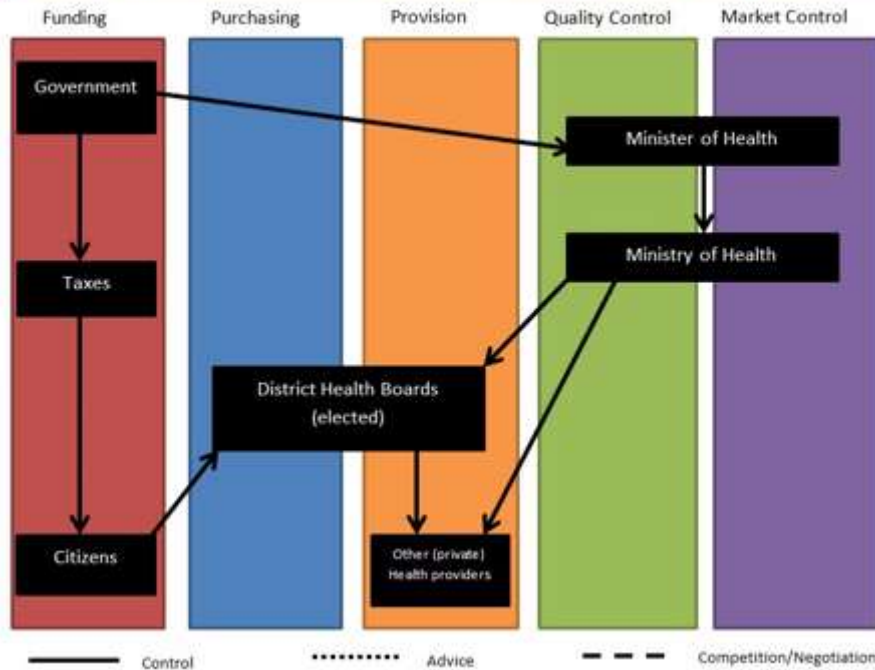 Funding
Purchasing
Provision
Quality Control
Market Control
Government
Minister of Health
Ministry of Health
Taxes
District Health Boards
(elected)
Citizens
Other (private)
Health providers
Control
Advice
Competition/Negotiation